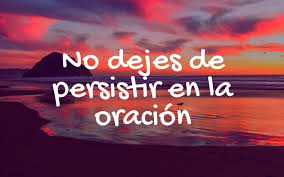 No dejes de
persistir en la
oración